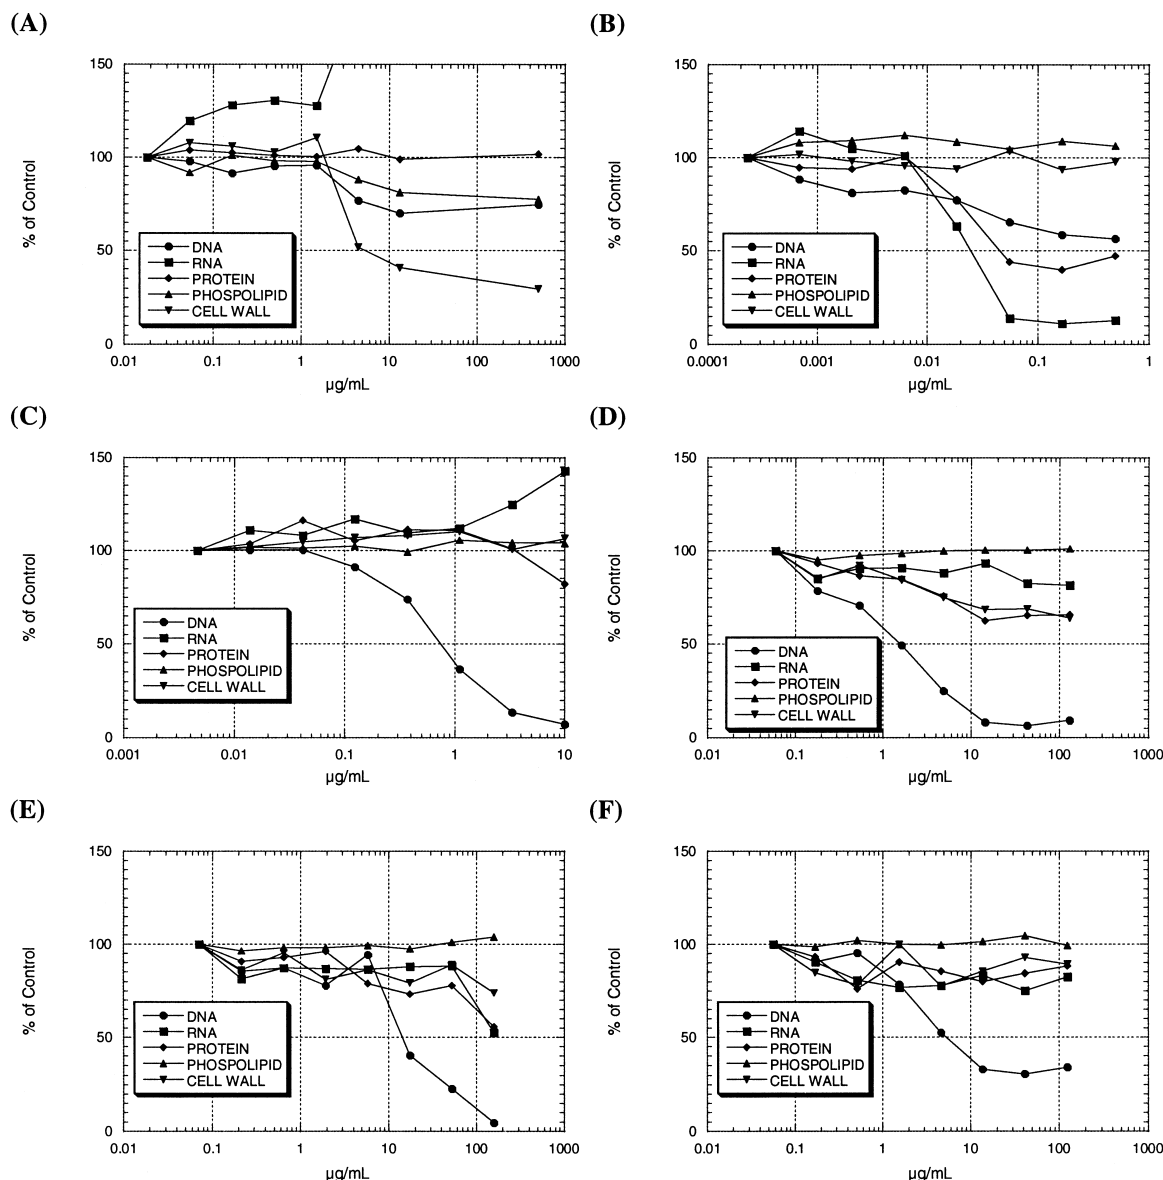 (A)
150
100
50
0
% of Control
DNA
RNA
PROTEIN
PHOSPOLIPID
CELL WALL
0.01 0.1 1 10 100 1000
µg/mL
(B)
150
100
50
0
% of Control
DNA
RNA
PROTEIN
PHOSPOLIPID
CELL WALL
0.0001 0.001 0.01 0.1 1
µg/mL
(C)
150
100
50
0
% of Control
DNA
RNA
PROTEIN
PHOSPOLIPID
CELL WALL
0.001 0.01 0.1 1 10
µg/mL
(D)
150
100
50
0
% of Control
DNA
RNA
PROTEIN
PHOSPOLIPID
CELL WALL
0.01 0.1 1 10 100 1000
µg/mL
(E)
150
100
50
0
% of Control
DNA
RNA
PROTEIN
PHOSPOLIPID
CELL WALL
0.01 0.1 1 10 100 1000
µg/mL
(F)
150
100
50
0
% of Control
DNA
RNA
PROTEIN
PHOSPOLIPID
CELL WALL
0.01 0.1 1 10 100 1000
µg/mL